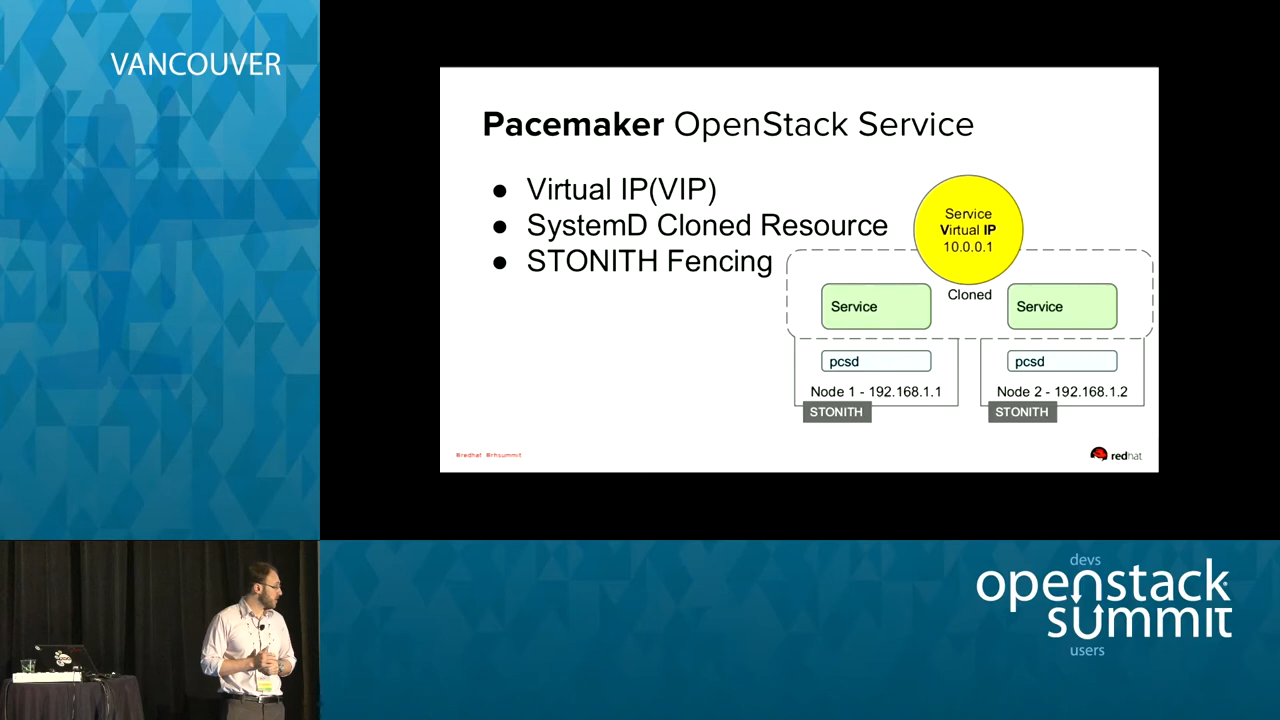 VANCOUVER
Pacemaker OpenStack Service
● Virtual IP(VIP)
● SystemD Cloned Resource
● STONITH Fencing
Service
Virtual IP
10.0.0.1
Cloned
Service
Service
pcsd
pcsd
Node 1 - 192.168.1.1
Node 2 - 192.168.1.2
STONITH
STONITH
#redhat #rhsummit
redhat
devs
openstack
summit
users